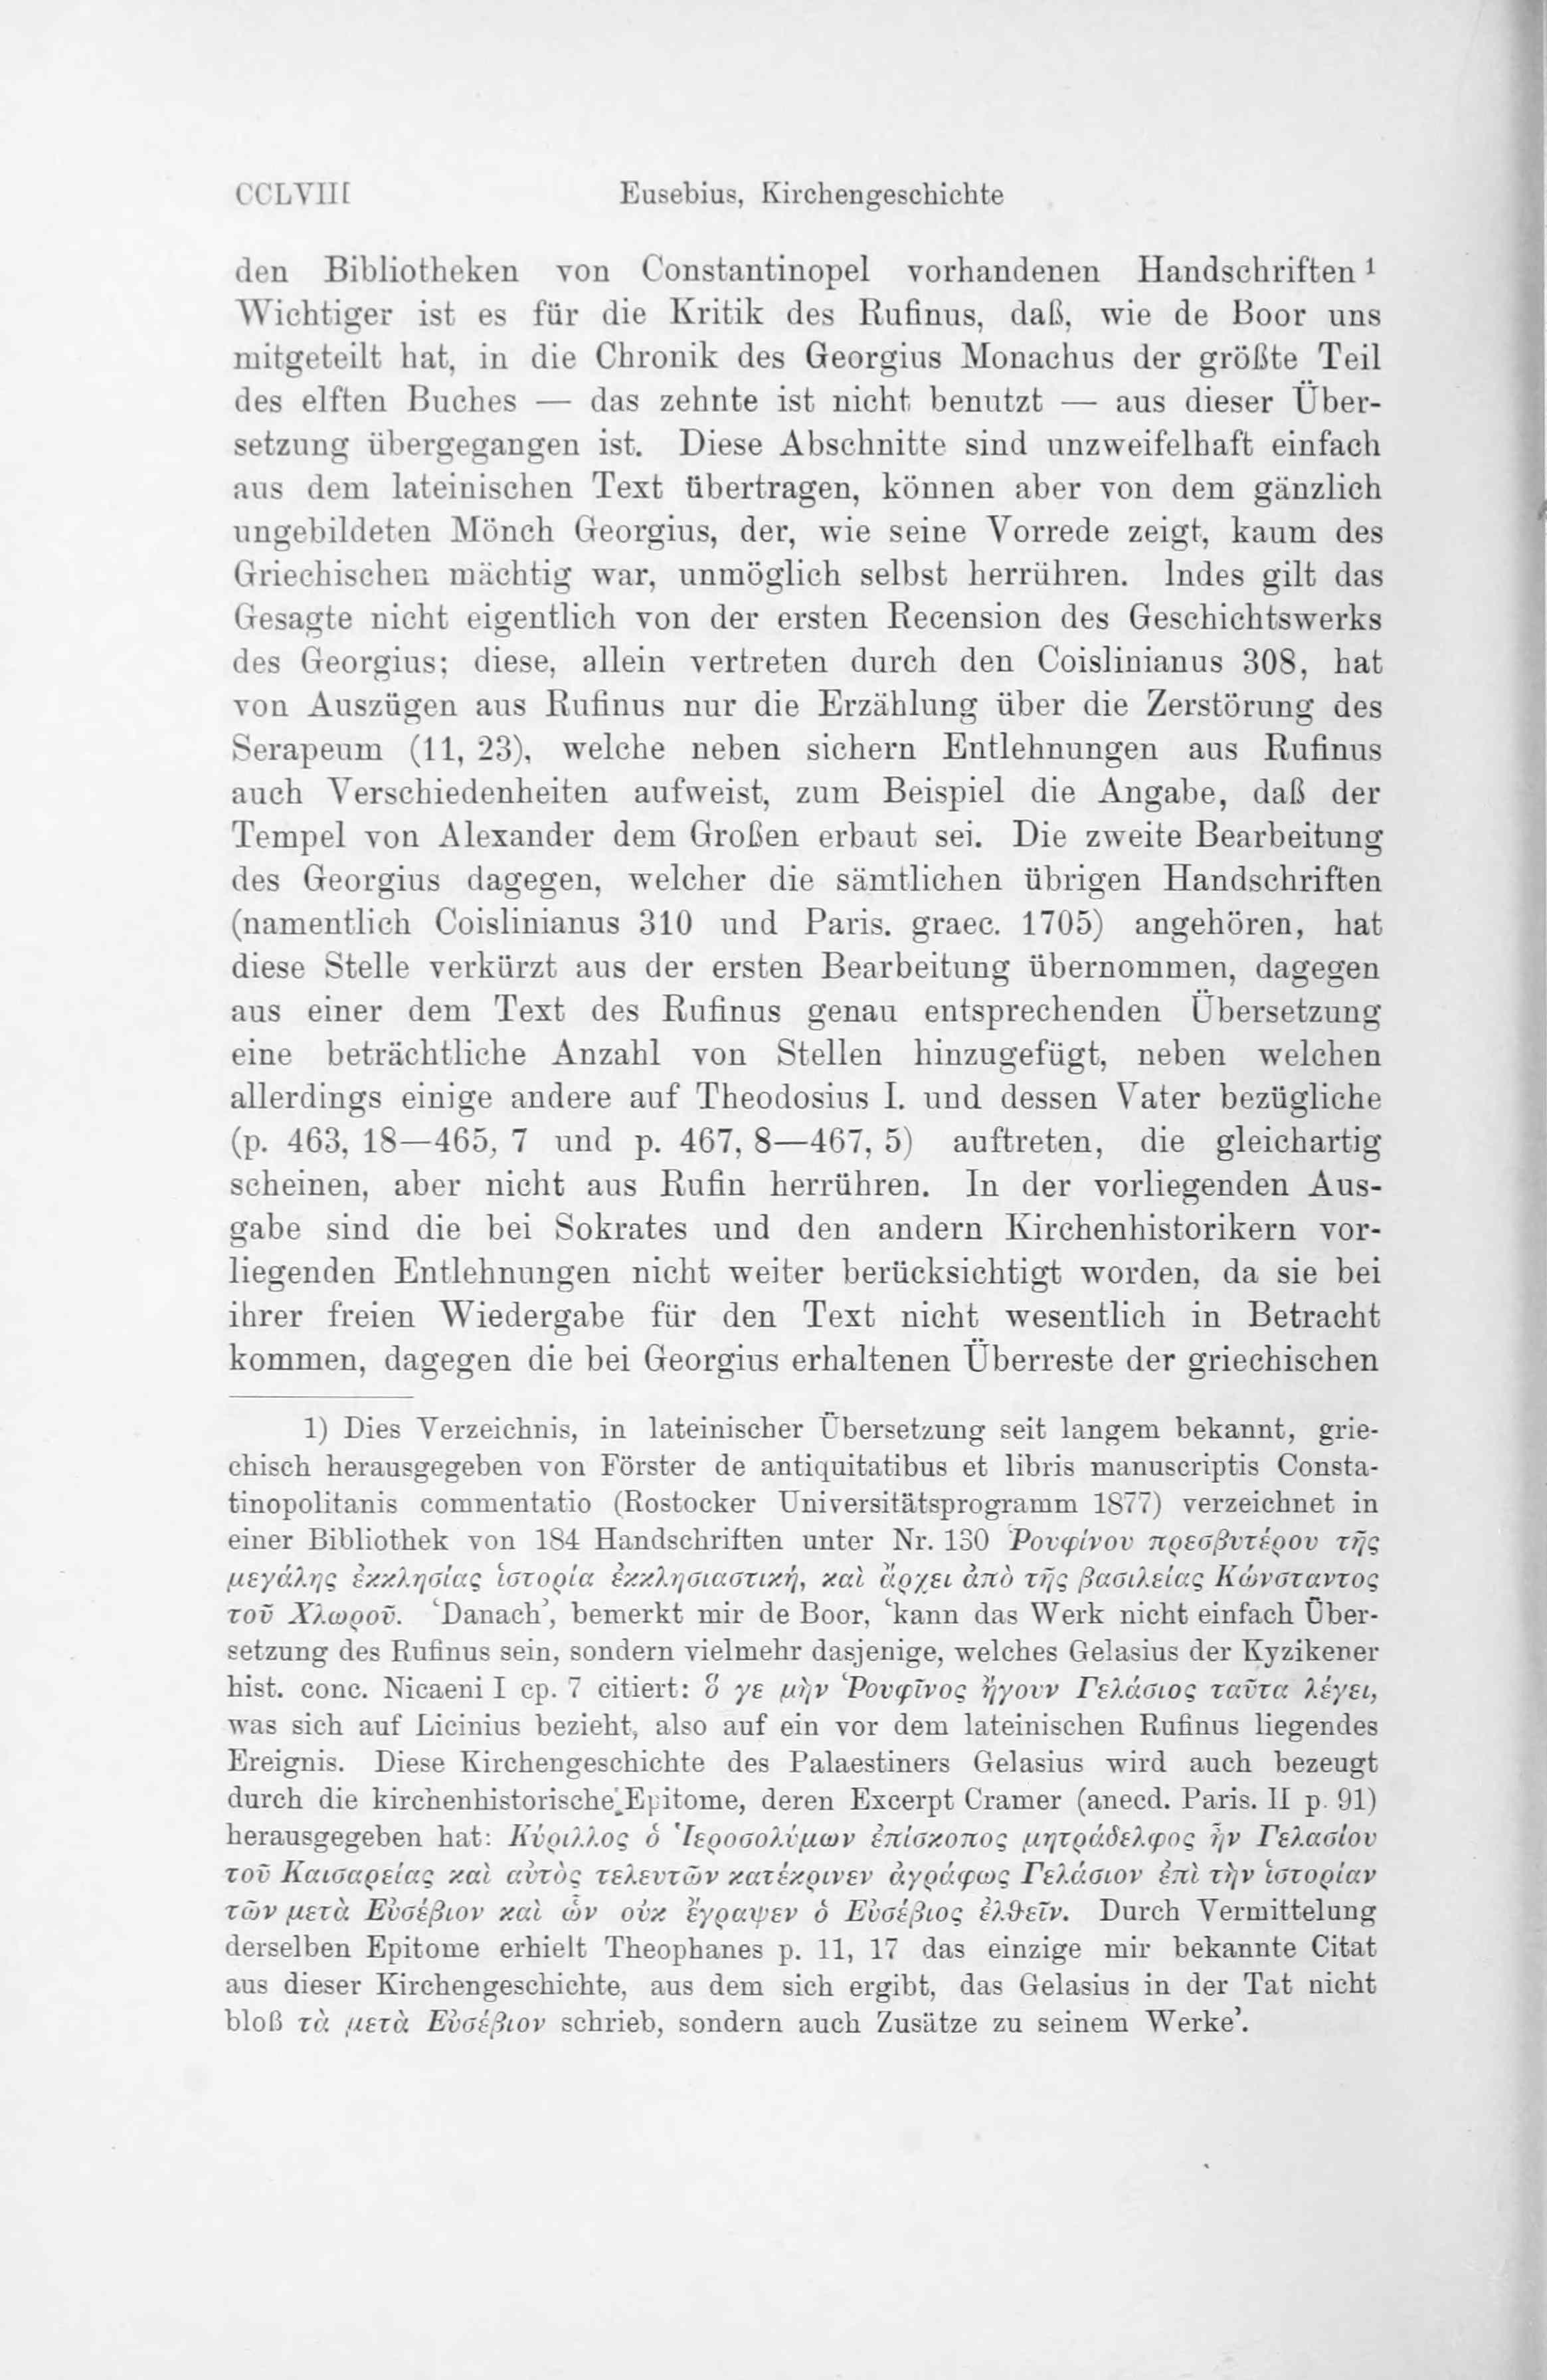 CCLVIII Eusebius, Kirchengeschichte
den Bibliotheken von Constantinopel vorhandenen Handschriften ¹
Wichtiger ist es für die Kritik des Rufinus, daß, wie de Boor uns
mitgeteilt hat, in die Chronik des Georgius Monachus der größte Teil
des elften Buches — das zehnte ist nicht benutzt — aus dieser Über-
setzung übergegangen ist. Diese Abschnitte sind unzweifelhaft einfach
aus dem lateinischen Text übertragen, können aber von dem gänzlich
ungebildeten Mönch Georgius, der, wie seine Vorrede zeigt, kaum des
Griechischen mächtig war, unmöglich selbst herrühren. Indes gilt das
Gesagte nicht eigentlich von der ersten Recension des Geschichtswerks
des Georgius; diese, allein vertreten durch den Coislinianus 308, hat
von Auszügen aus Rufinus nur die Erzählung über die Zerstörung des
Serapeum (11, 23), welche neben sichern Entlehnungen aus Rufinus
auch Verschiedenheiten aufweist, zum Beispiel die Angabe, daß der
Tempel von Alexander dem Großen erbaut sei. Die zweite Bearbeitung
des Georgius dagegen, welcher die sämtlichen übrigen Handschriften
(namentlich Coislinianus 310 und Paris. graec. 1705) angehören, hat
diese Stelle verkürzt aus der ersten Bearbeitung übernommen, dagegen
aus einer dem Text des Rufinus genau entsprechenden Übersetzung
eine beträchtliche Anzahl von Stellen hinzugefügt, neben welchen
allerdings einige andere auf Theodosius I. und dessen Vater bezügliche
(p. 463, 18—465, 7 und p. 467, 8—467, 5) auftreten, die gleichartig
scheinen, aber nicht aus Rufin herrühren. In der vorliegenden Aus-
gabe sind die bei Sokrates und den andern Kirchenhistorikern vor-
liegenden Entlehnungen nicht weiter berücksichtigt worden, da sie bei
ihrer freien Wiedergabe für den Text nicht wesentlich in Betracht
kommen, dagegen die bei Georgius erhaltenen Überreste der griechischen
1) Dies Verzeichnis, in lateinischer Übersetzung seit langem bekannt, grie-
chisch herausgegeben von Förster de antiquitatibus et libris manuscriptis Consta-
tinopolitanis commentatio (Rostocker Universitätsprogramm 1877) verzeichnet in
einer Bibliothek von 184 Handschriften unter Nr. 130 Ῥουφίνου πρεσβυτέρου τῆς
μεγάλης ἐκκλησίας ἱστορία ἐκκλησιαστική, καὶ ἄρχει ἀπὸ τῆς βασιλείας Κώνσταντος
τοῦ Χλωροῦ. ‘Danach’, bemerkt mir de Boor, ‘kann das Werk nicht einfach Über-
setzung des Rufinus sein, sondern vielmehr dasjenige, welches Gelasius der Kyzikener
hist. conc. Nicaeni I cp. 7 citiert: ὅ γε μὴν Ῥουφῖνος ἤγουν Γελάσιος ταῦτα λέγει,
was sich auf Licinius bezieht, also auf ein vor dem lateinischen Rufinus liegendes
Ereignis. Diese Kirchengeschichte des Palaestiners Gelasius wird auch bezeugt
durch die kirchenhistorische Epitome, deren Excerpt Cramer (anecd. Paris. II p. 91)
herausgegeben hat: Κύριλλος ὁ Ἱεροσολύμων ἐπίσκοπος μητράδελφος ἦν Γελασίου
τοῦ Καισαρείας καὶ αὐτὸς τελευτῶν κατέκρινεν ἀγράφως Γελάσιον ἐπὶ τὴν ἱστορίαν
τῶν μετὰ Εὐσέβιον καὶ ὧν οὐκ ἔγραψεν ὁ Εὐσέβιος ἐλθεῖν. Durch Vermittelung
derselben Epitome erhielt Theophanes p. 11, 17 das einzige mir bekannte Citat
aus dieser Kirchengeschichte, aus dem sich ergibt, das Gelasius in der Tat nicht
bloß τὰ μετὰ Εὐσέβιον schrieb, sondern auch Zusätze zu seinem Werke’.